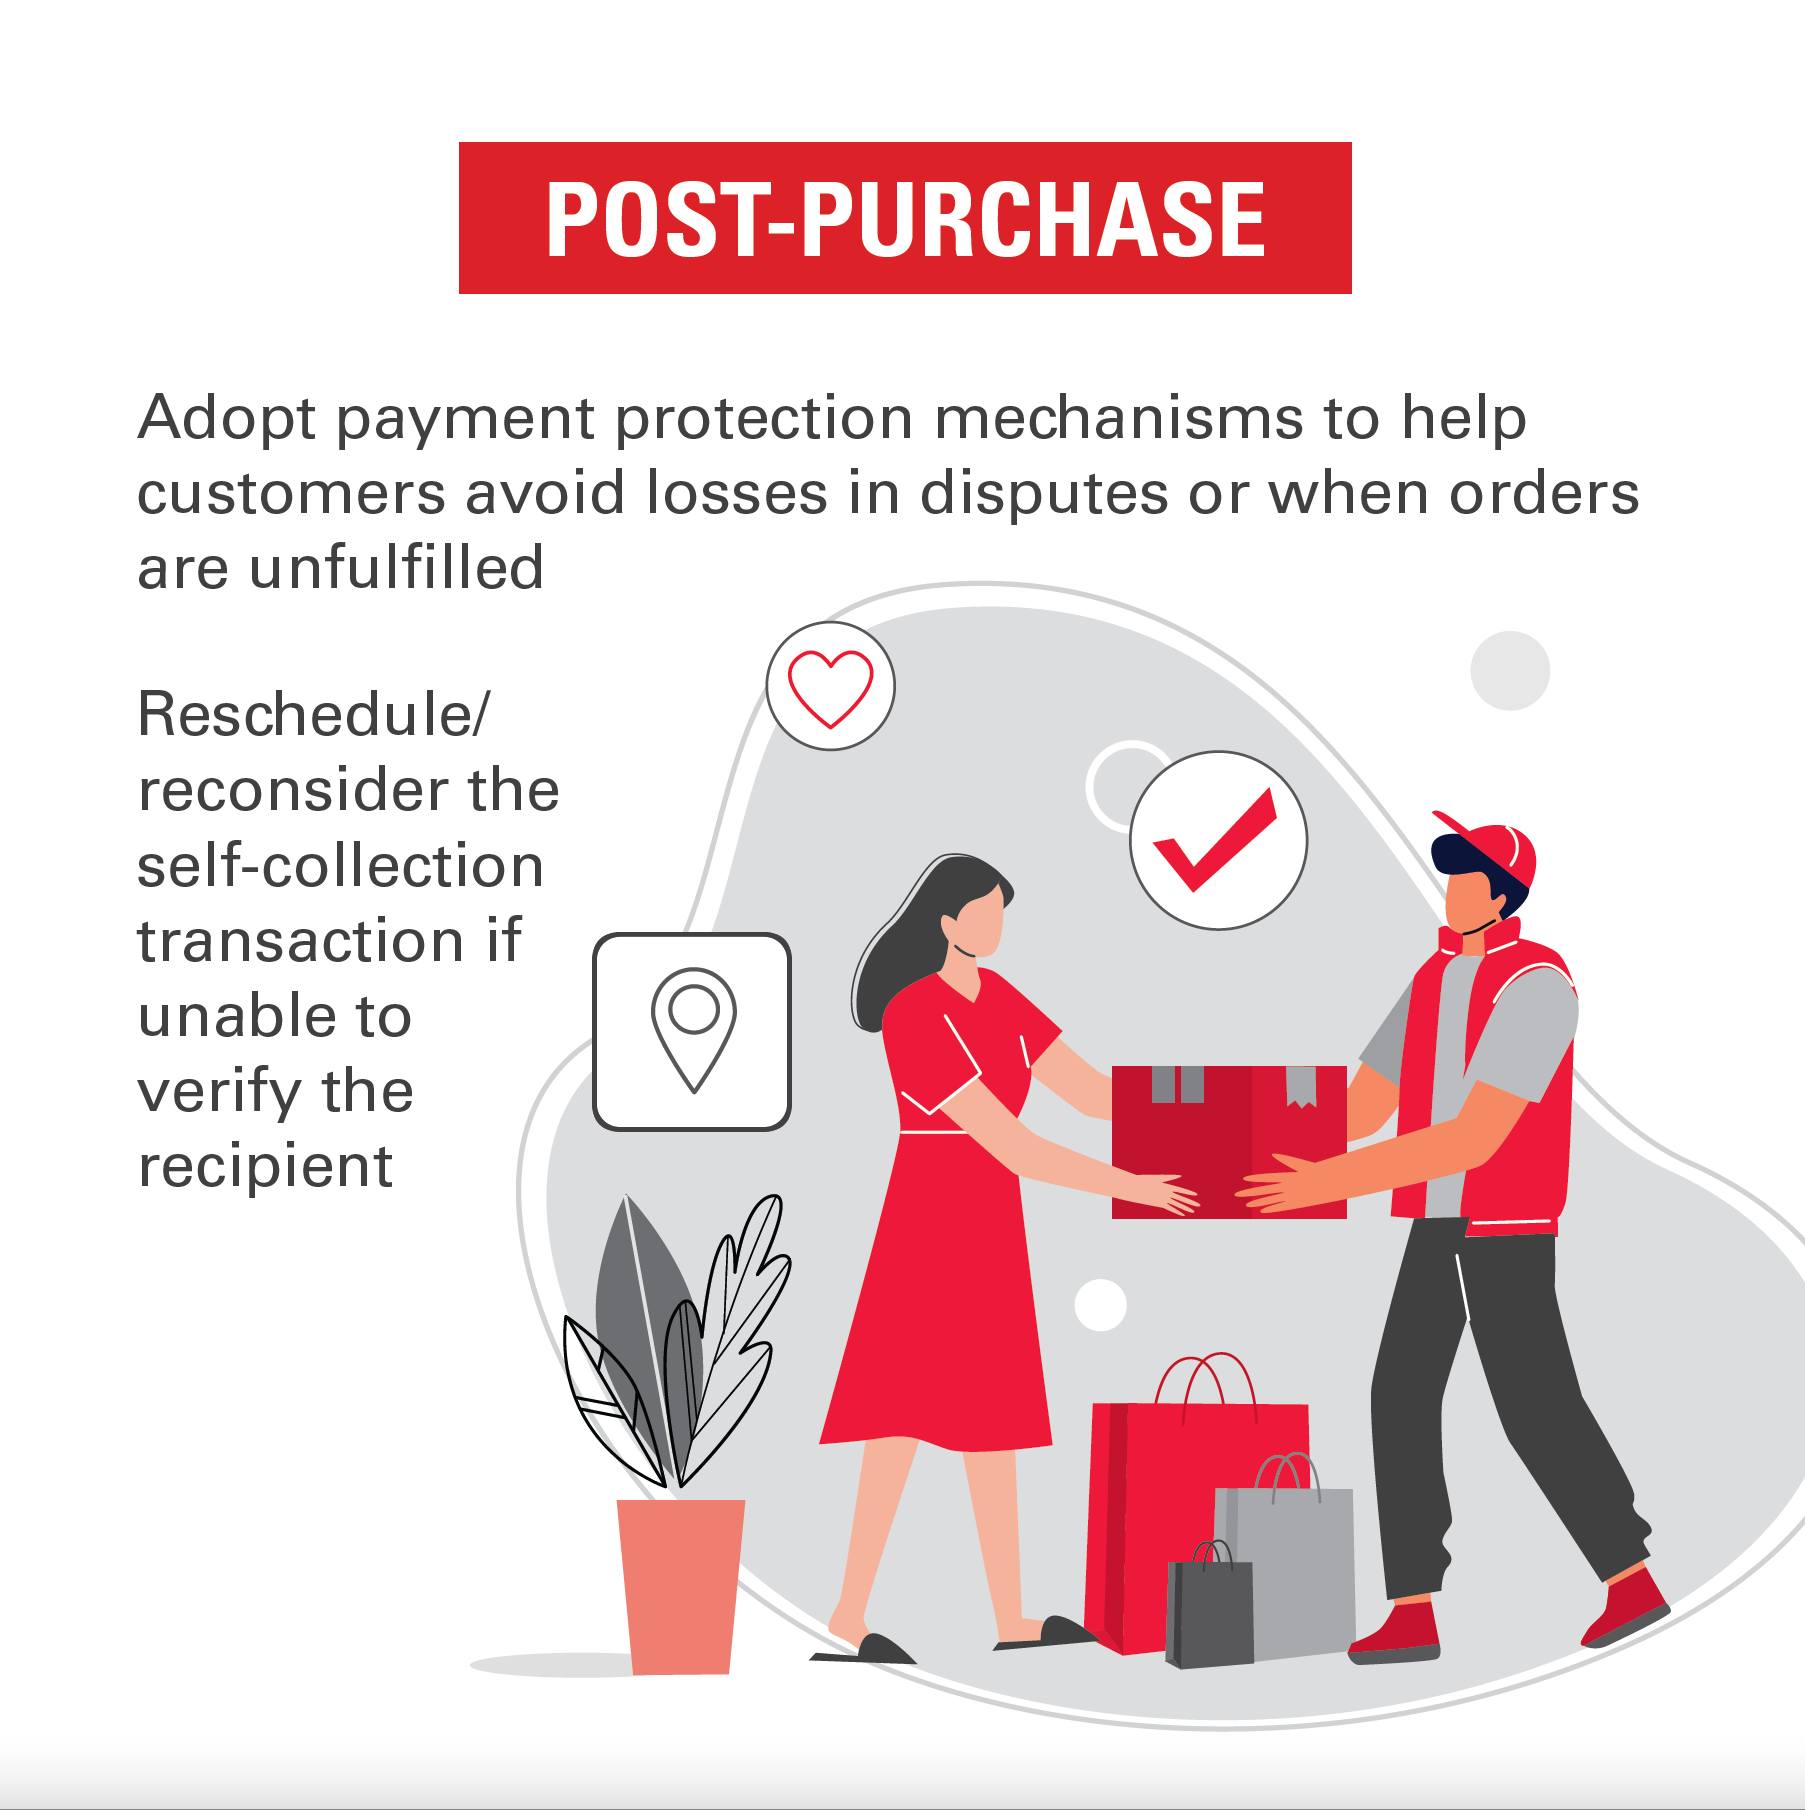 POST-PURCHASE
Adopt payment protection mechanisms to help
customers avoid losses in disputes or when orders
are unfulfilled
Reschedule/
reconsider the
self-collection
transaction if
unable to
verify the
recipient